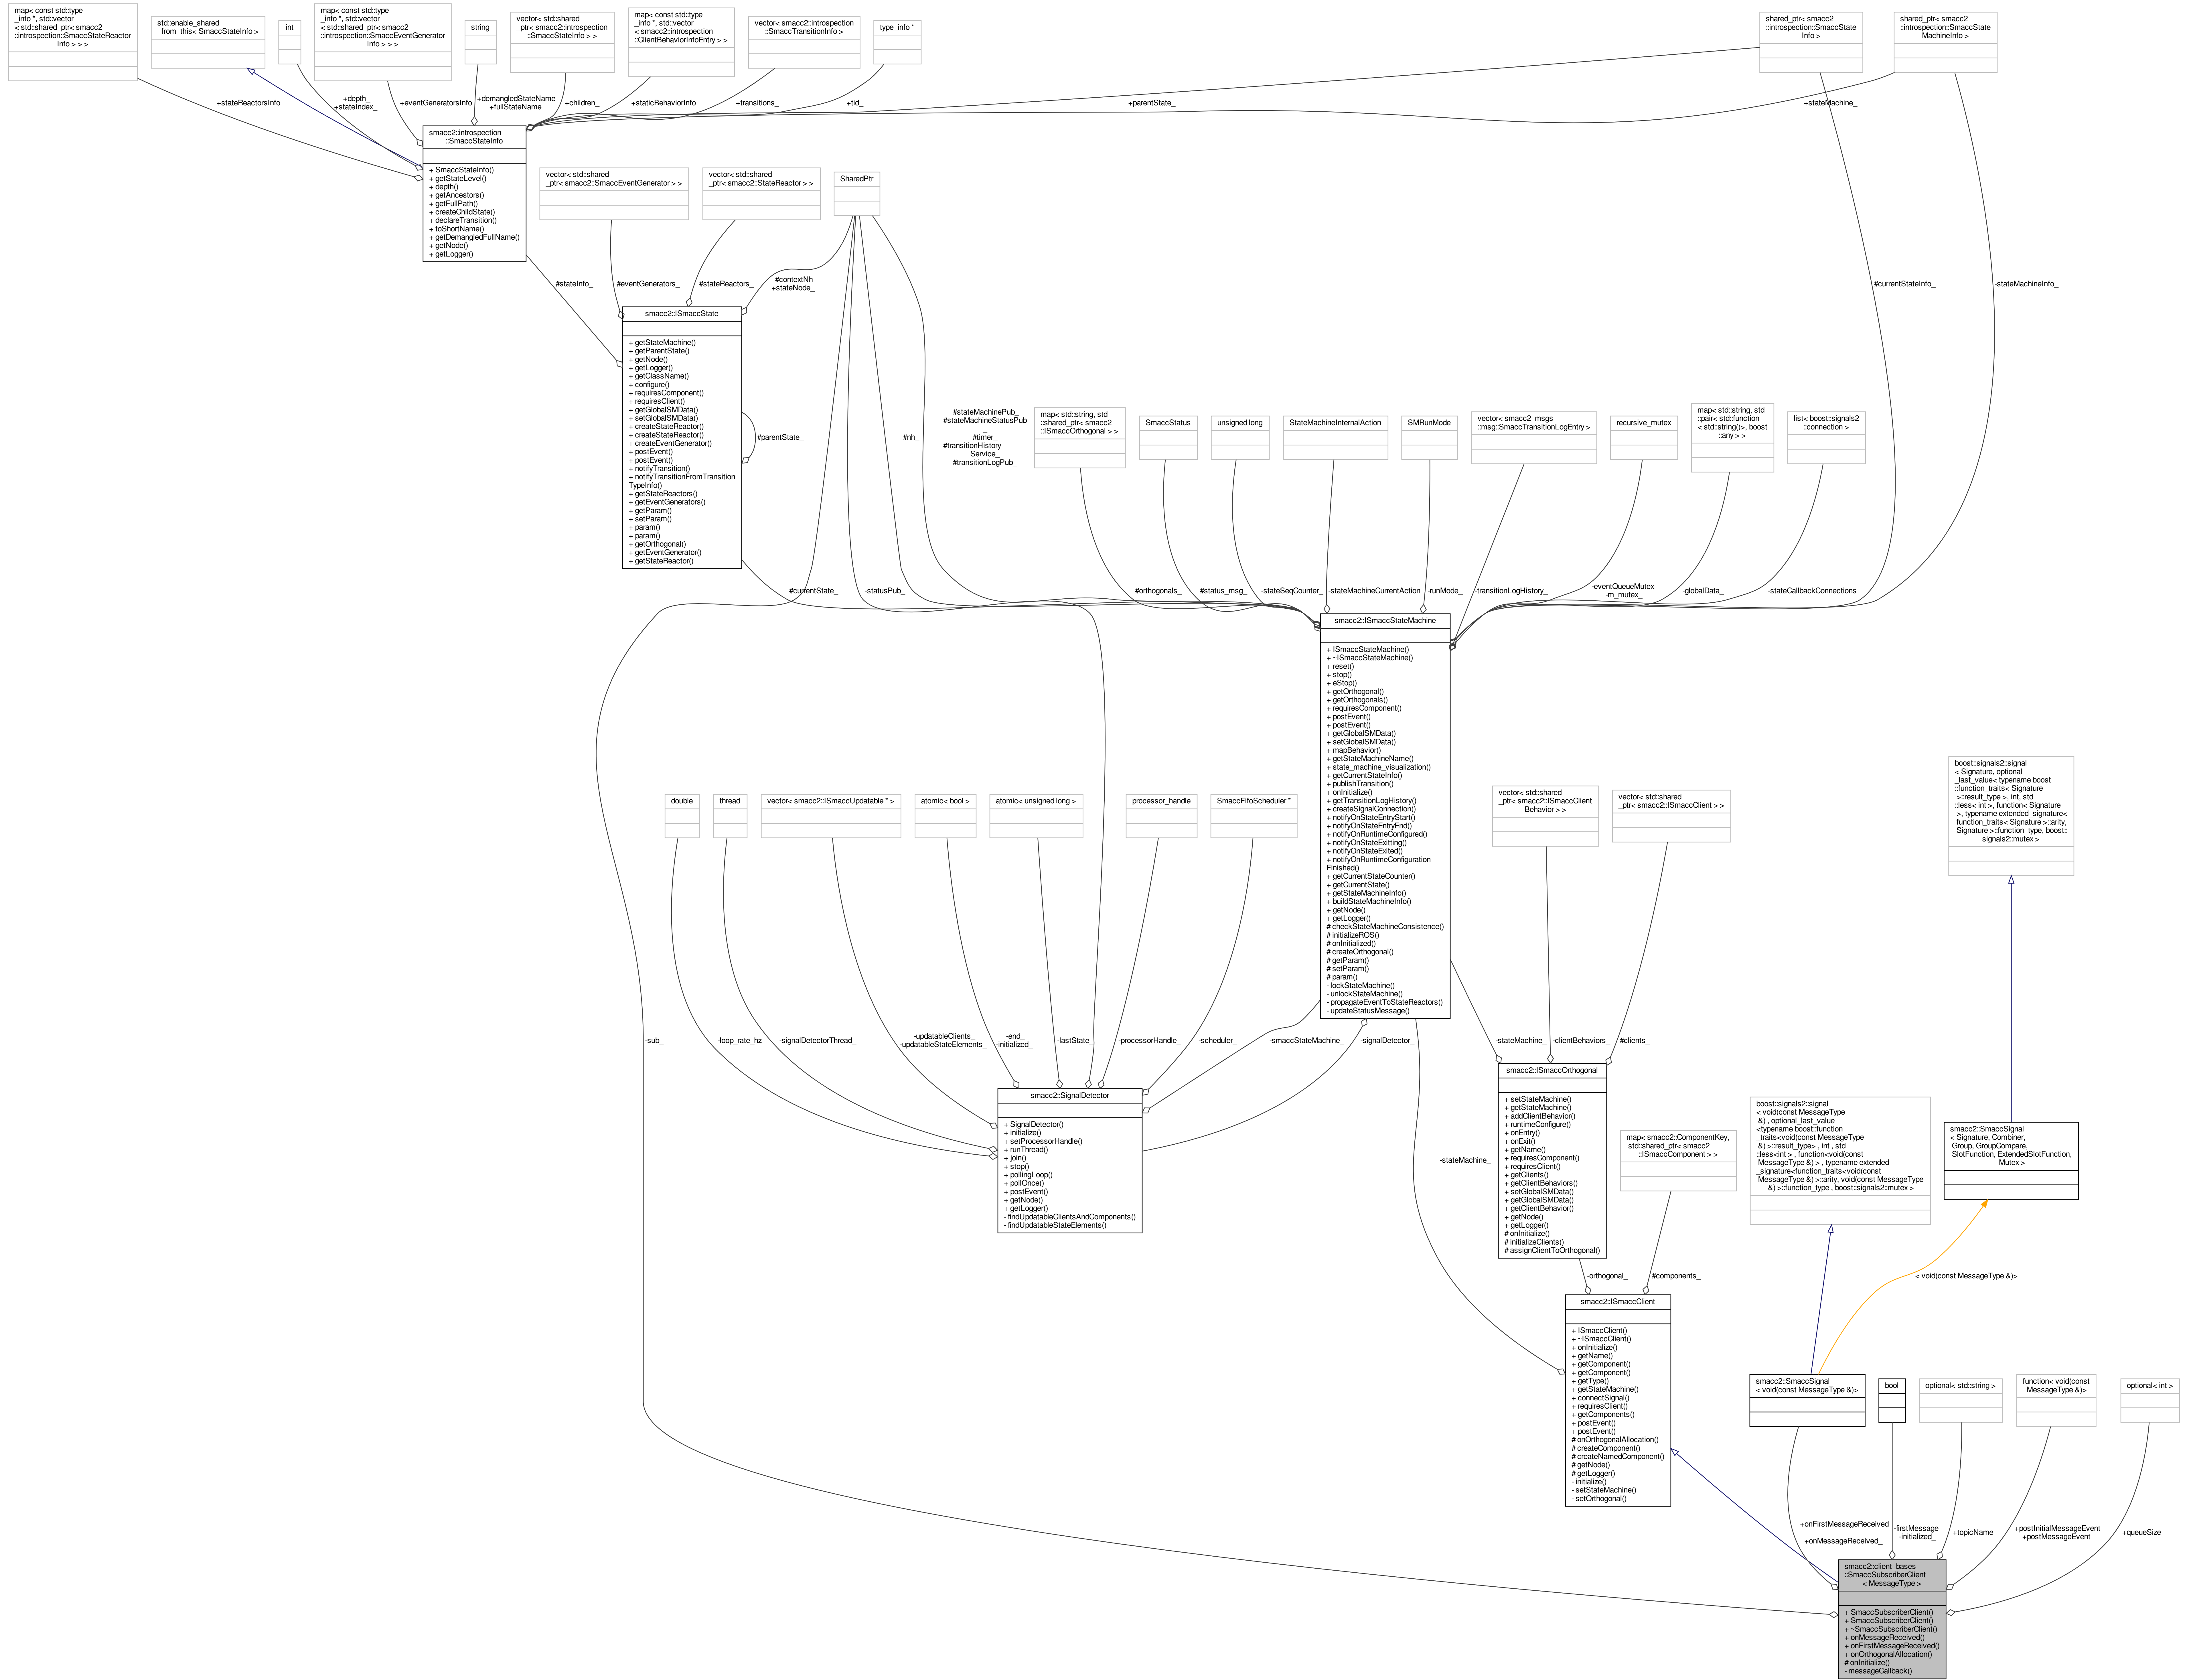 map< const std::type
_info *, std::vector
< std::shared_ptr< smacc2
::introspection::SmaccStateReactor
Info > > >
std::enable_shared
_from_this< SmaccStateInfo >
int
map< const std::type
_info *, std::vector
< std::shared_ptr< smacc2
::introspection::SmaccEventGenerator
Info > > >
string
vector< std::shared
_ptr< smacc2::introspection
::SmaccStateInfo > >
map< const std::type
_info *, std::vector
< smacc2::introspection
::ClientBehaviorInfoEntry > >
vector< smacc2::introspection
::SmaccTransitionInfo >
type_info *
shared_ptr< smacc2
::introspection::SmaccState
Info >
shared_ptr< smacc2
::introspection::SmaccState
MachineInfo >
+stateReactorsInfo
+depth_
+stateIndex_
+eventGeneratorsInfo
+demangledStateName
+fullStateName
+children_
+staticBehaviorInfo
+transitions_
+tid_
+parentState_
+stateMachine_
smacc2::introspection
::SmaccStateInfo
+ SmaccStateInfo()
+ getStateLevel()
+ depth()
+ getAncestors()
+ getFullPath()
+ createChildState()
+ declareTransition()
+ toShortName()
+ getDemangledFullName()
+ getNode()
+ getLogger()
vector< std::shared
_ptr< smacc2::SmaccEventGenerator > >
vector< std::shared
_ptr< smacc2::StateReactor > >
SharedPtr
#stateInfo_
#eventGenerators_
#stateReactors_
#contextNh
+stateNode_
#currentStateInfo_
-stateMachineInfo_
smacc2::ISmaccState
+ getStateMachine()
+ getParentState()
+ getNode()
+ getLogger()
+ getClassName()
+ configure()
+ requiresComponent()
+ requiresClient()
+ getGlobalSMData()
+ setGlobalSMData()
+ createStateReactor()
+ createStateReactor()
+ createEventGenerator()
+ postEvent()
+ postEvent()
+ notifyTransition()
+ notifyTransitionFromTransition
TypeInfo()
+ getStateReactors()
+ getEventGenerators()
+ getParam()
+ setParam()
+ param()
+ param()
+ getOrthogonal()
+ getEventGenerator()
+ getStateReactor()
#parentState_
#nh_
#stateMachinePub_
#stateMachineStatusPub
_
#timer_
#transitionHistory
Service_
#transitionLogPub_
map< std::string, std
::shared_ptr< smacc2
::ISmaccOrthogonal > >
SmaccStatus
unsigned long
StateMachineInternalAction
SMRunMode
vector< smacc2_msgs
::msg::SmaccTransitionLogEntry >
recursive_mutex
map< std::string, std
::pair< std::function
< std::string()>, boost
::any > >
list< boost::signals2
::connection >
#currentState_
-statusPub_
#orthogonals_
#status_msg_
-stateSeqCounter_
-stateMachineCurrentAction
-runMode_
-transitionLogHistory_
-eventQueueMutex_
-m_mutex_
-globalData_
-stateCallbackConnections
smacc2::ISmaccStateMachine
+ ISmaccStateMachine()
+ ~ISmaccStateMachine()
+ reset()
+ stop()
+ eStop()
+ getOrthogonal()
+ getOrthogonals()
+ requiresComponent()
+ postEvent()
+ postEvent()
+ getGlobalSMData()
+ setGlobalSMData()
+ mapBehavior()
+ getStateMachineName()
+ state_machine_visualization()
+ getCurrentStateInfo()
+ publishTransition()
+ onInitialize()
+ getTransitionLogHistory()
+ createSignalConnection()
+ notifyOnStateEntryStart()
+ notifyOnStateEntryEnd()
+ notifyOnRuntimeConfigured()
+ notifyOnStateExitting()
+ notifyOnStateExited()
+ notifyOnRuntimeConfiguration
Finished()
+ getCurrentStateCounter()
+ getCurrentState()
+ getStateMachineInfo()
+ buildStateMachineInfo()
+ getNode()
+ getLogger()
# checkStateMachineConsistence()
# initializeROS()
# onInitialized()
# createOrthogonal()
# getParam()
# setParam()
# param()
- lockStateMachine()
- unlockStateMachine()
- propagateEventToStateReactors()
- updateStatusMessage()
double
thread
vector< smacc2::ISmaccUpdatable * >
atomic< bool >
atomic< unsigned long >
processor_handle
SmaccFifoScheduler *
vector< std::shared
_ptr< smacc2::ISmaccClient
Behavior > >
vector< std::shared
_ptr< smacc2::ISmaccClient > >
boost::signals2::signal
< Signature, optional
_last_value< typename boost
::function_traits< Signature
>::result_type >, int, std
::less< int >, function< Signature
>, typename extended_signature<
function_traits< Signature >::arity,
Signature >::function_type, boost::
signals2::mutex >
-sub_
-loop_rate_hz
-signalDetectorThread_
-updatableClients_
-updatableStateElements_
-end_
-initialized_
-lastState_
-processorHandle_
-scheduler_
-smaccStateMachine_
-signalDetector_
-stateMachine_
-clientBehaviors_
#clients_
smacc2::SignalDetector
+ SignalDetector()
+ initialize()
+ setProcessorHandle()
+ runThread()
+ join()
+ stop()
+ pollingLoop()
+ pollOnce()
+ postEvent()
+ getNode()
+ getLogger()
- findUpdatableClientsAndComponents()
- findUpdatableStateElements()
smacc2::ISmaccOrthogonal
+ setStateMachine()
+ getStateMachine()
+ addClientBehavior()
+ runtimeConfigure()
+ onEntry()
+ onExit()
+ getName()
+ requiresComponent()
+ requiresClient()
+ getClients()
+ getClientBehaviors()
+ setGlobalSMData()
+ getGlobalSMData()
+ getClientBehavior()
+ getNode()
+ getLogger()
# onInitialize()
# initializeClients()
# assignClientToOrthogonal()
map< smacc2::ComponentKey,
std::shared_ptr< smacc2
::ISmaccComponent > >
boost::signals2::signal
< void(const MessageType
&) , optional_last_value
<typename boost::function
_traits<void(const MessageType
&) >::result_type> , int , std
::less<int > , function<void(const
MessageType &) > , typename extended
_signature<function_traits<void(const
MessageType &) >::arity, void(const MessageType
&) >::function_type , boost::signals2::mutex >
smacc2::SmaccSignal
< Signature, Combiner,
Group, GroupCompare,
SlotFunction, ExtendedSlotFunction,
Mutex >
-stateMachine_
-orthogonal_
#components_
< void(const MessageType &)>
smacc2::ISmaccClient
+ ISmaccClient()
+ ~ISmaccClient()
+ onInitialize()
+ getName()
+ getComponent()
+ getComponent()
+ getType()
+ getStateMachine()
+ connectSignal()
+ requiresClient()
+ getComponents()
+ postEvent()
+ postEvent()
# onOrthogonalAllocation()
# createComponent()
# createNamedComponent()
# getNode()
# getLogger()
- initialize()
- setStateMachine()
- setOrthogonal()
smacc2::SmaccSignal
< void(const MessageType &)>
bool
optional< std::string >
function< void(const
MessageType &)>
optional< int >
+onFirstMessageReceived
_
+onMessageReceived_
-firstMessage_
-initialized_
+topicName
+postInitialMessageEvent
+postMessageEvent
+queueSize
smacc2::client_bases
::SmaccSubscriberClient
< MessageType >
+ SmaccSubscriberClient()
+ SmaccSubscriberClient()
+ ~SmaccSubscriberClient()
+ onMessageReceived()
+ onFirstMessageReceived()
+ onOrthogonalAllocation()
# onInitialize()
- messageCallback()